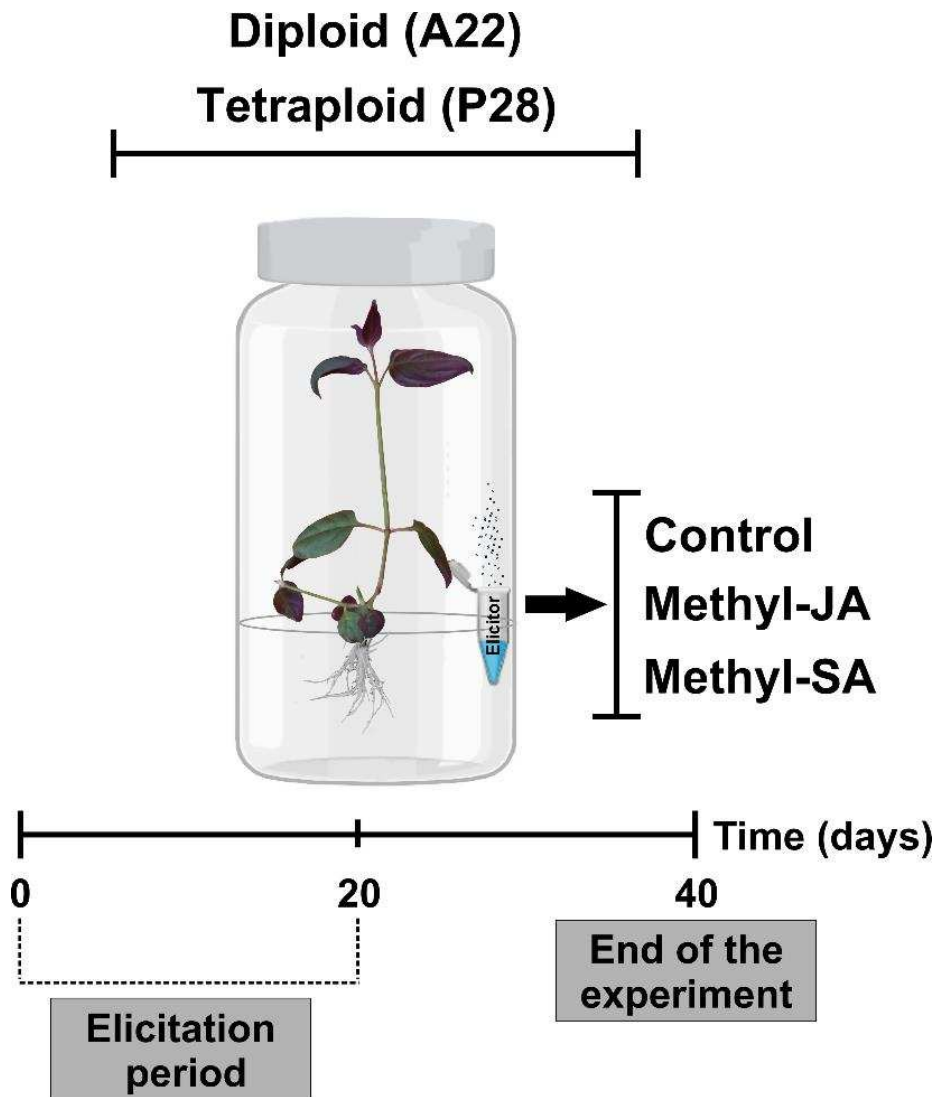 Diploid (A22)
Tetraploid (P28)
Elicitor
Control
Methyl-JA
Methyl-SA
Time (days)
0
20
40
End of the
experiment
Elicitation
period